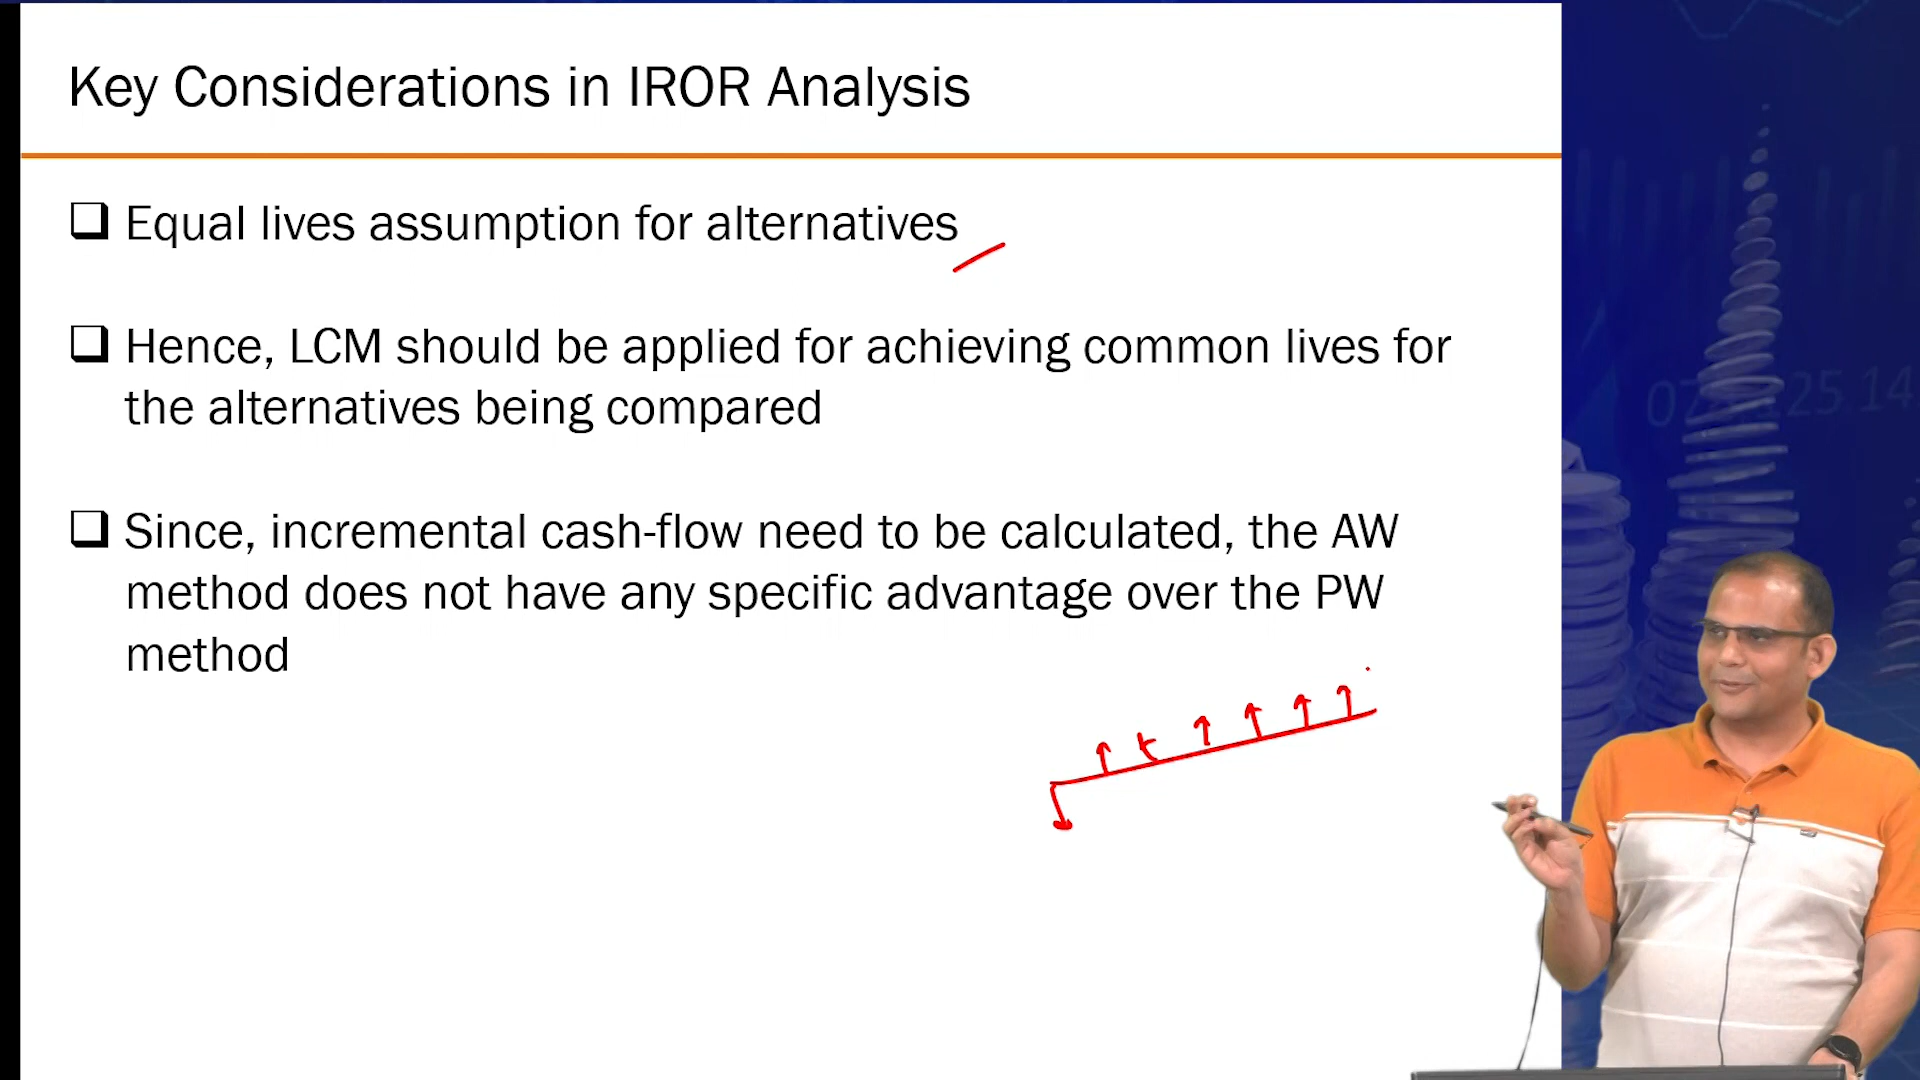 Key Considerations in IROR Analysis
Equal lives assumption for alternatives
Hence, LCM should be applied for achieving common lives for
the alternatives being compared
Since, incremental cash-flow need to be calculated, the AW
method does not have any specific advantage over the PW
method